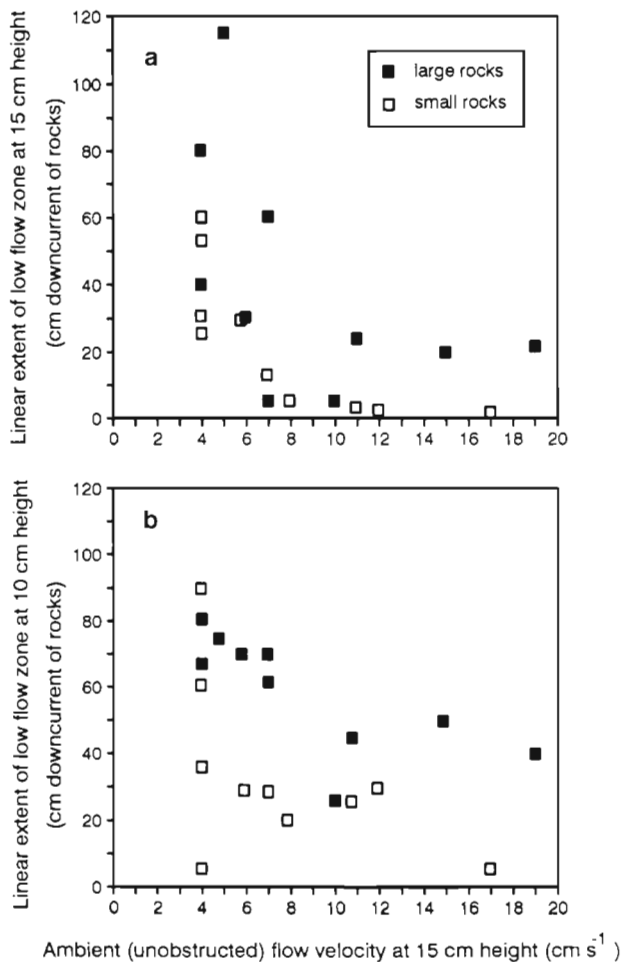 Linear extent of low flow zone at 15 cm height
(cm downcurrent of rocks)
a
large rocks
small rocks
120
100
80
60
40
20
0
0 2 4 6 8 10 12 14 16 18 20
Linear extent of low flow zone at 10 cm height
(cm downcurrent of rocks)
b
120
100
80
60
40
20
0
0 2 4 6 8 10 12 14 16 18 20
Ambient (unobstructed) flow velocity at 15 cm height (cm s⁻¹ )